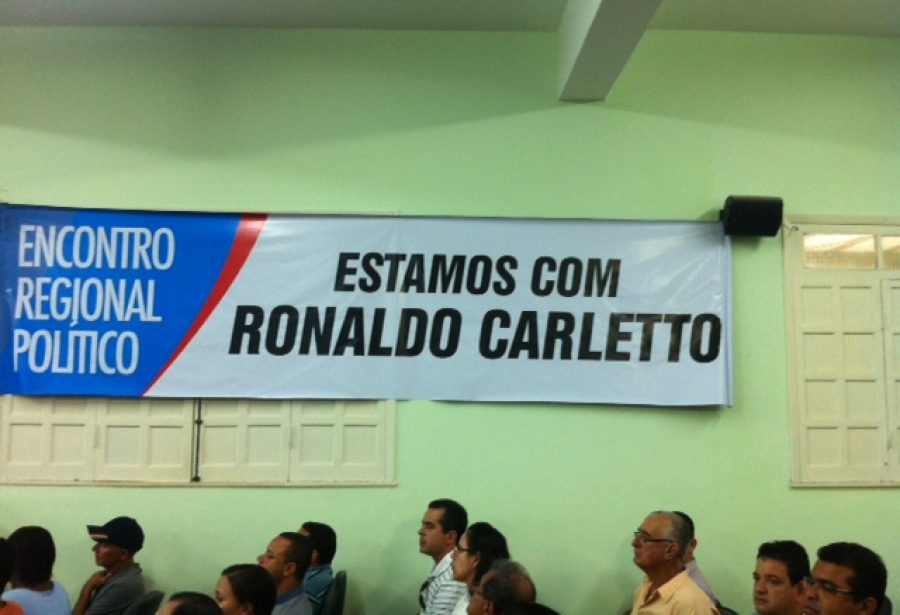 ENCONTRO
REGIONAL
POLÍTICO
ESTAMOS COM
RONALDO CARLETTO